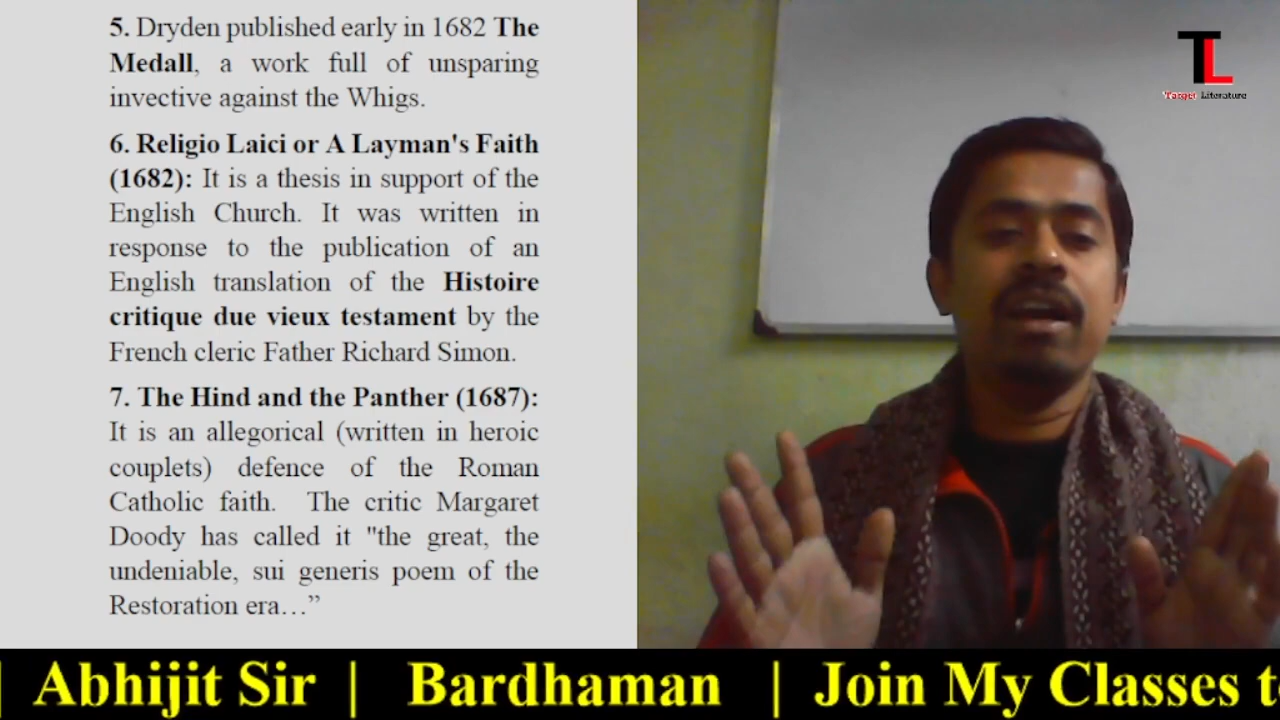 5. Dryden published early in 1682 The
Medall, a work full of unsparing
invective against the Whigs.
6. Religio Laici or A Layman's Faith
(1682): It is a thesis in support of the
English Church. It was written in
response to the publication of an
English translation of the Histoire
critique due vieux testament by the
French cleric Father Richard Simon.
7. The Hind and the Panther (1687):
It is an allegorical (written in heroic
couplets) defence of the Roman
Catholic faith. The critic Margaret
Doody has called it "the great, the
undeniable, sui generis poem of the
Restoration era…”
TL
Target Literature
| Abhijit Sir | Bardhaman | Join My Classes t